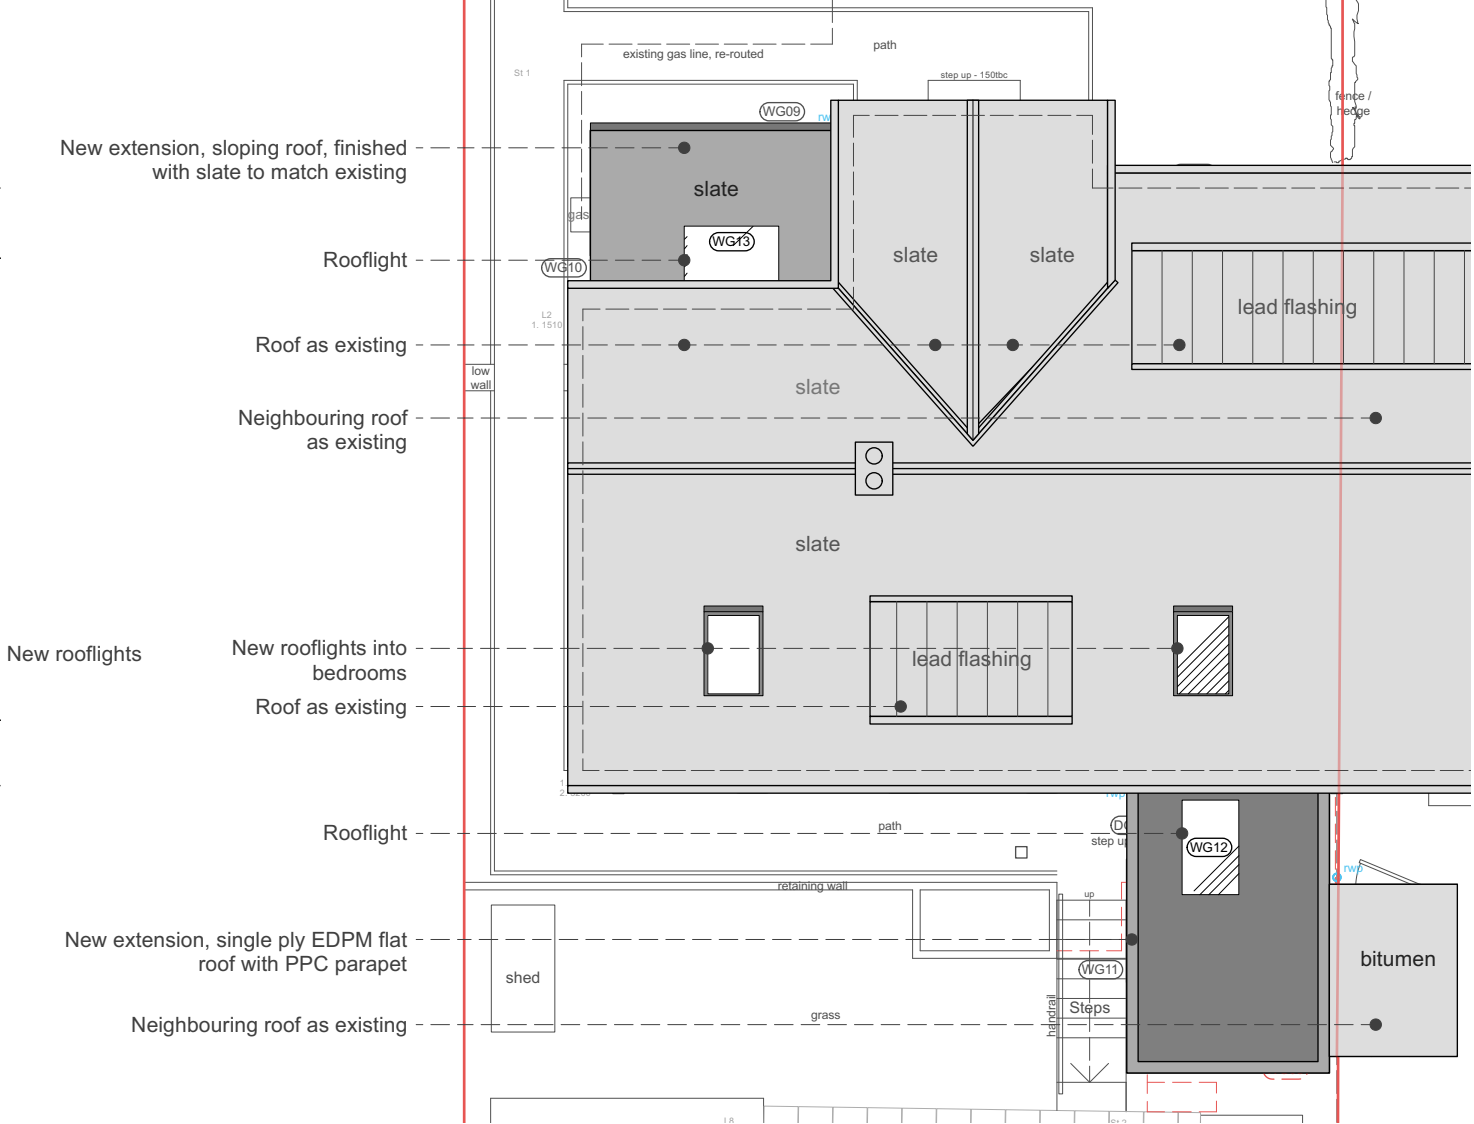 existing gas line, re-routed
path
St 1
step up - 150tbc
fence /
hedge
WG09
New extension, sloping roof, finished
with slate to match existing
slate
gas
WG13
Rooflight
WG10
slate
slate
lead flashing
L2
1. 1510
Roof as existing
low
wall
slate
Neighbouring roof
as existing
slate
New rooflights
New rooflights into
bedrooms
lead flashing
Roof as existing
Rooflight
path
step up
WG12
rwp
retaining wall
up
New extension, single ply EDPM flat
roof with PPC parapet
shed
WG11
bitumen
Steps
handrail
Neighbouring roof as existing
grass
L8